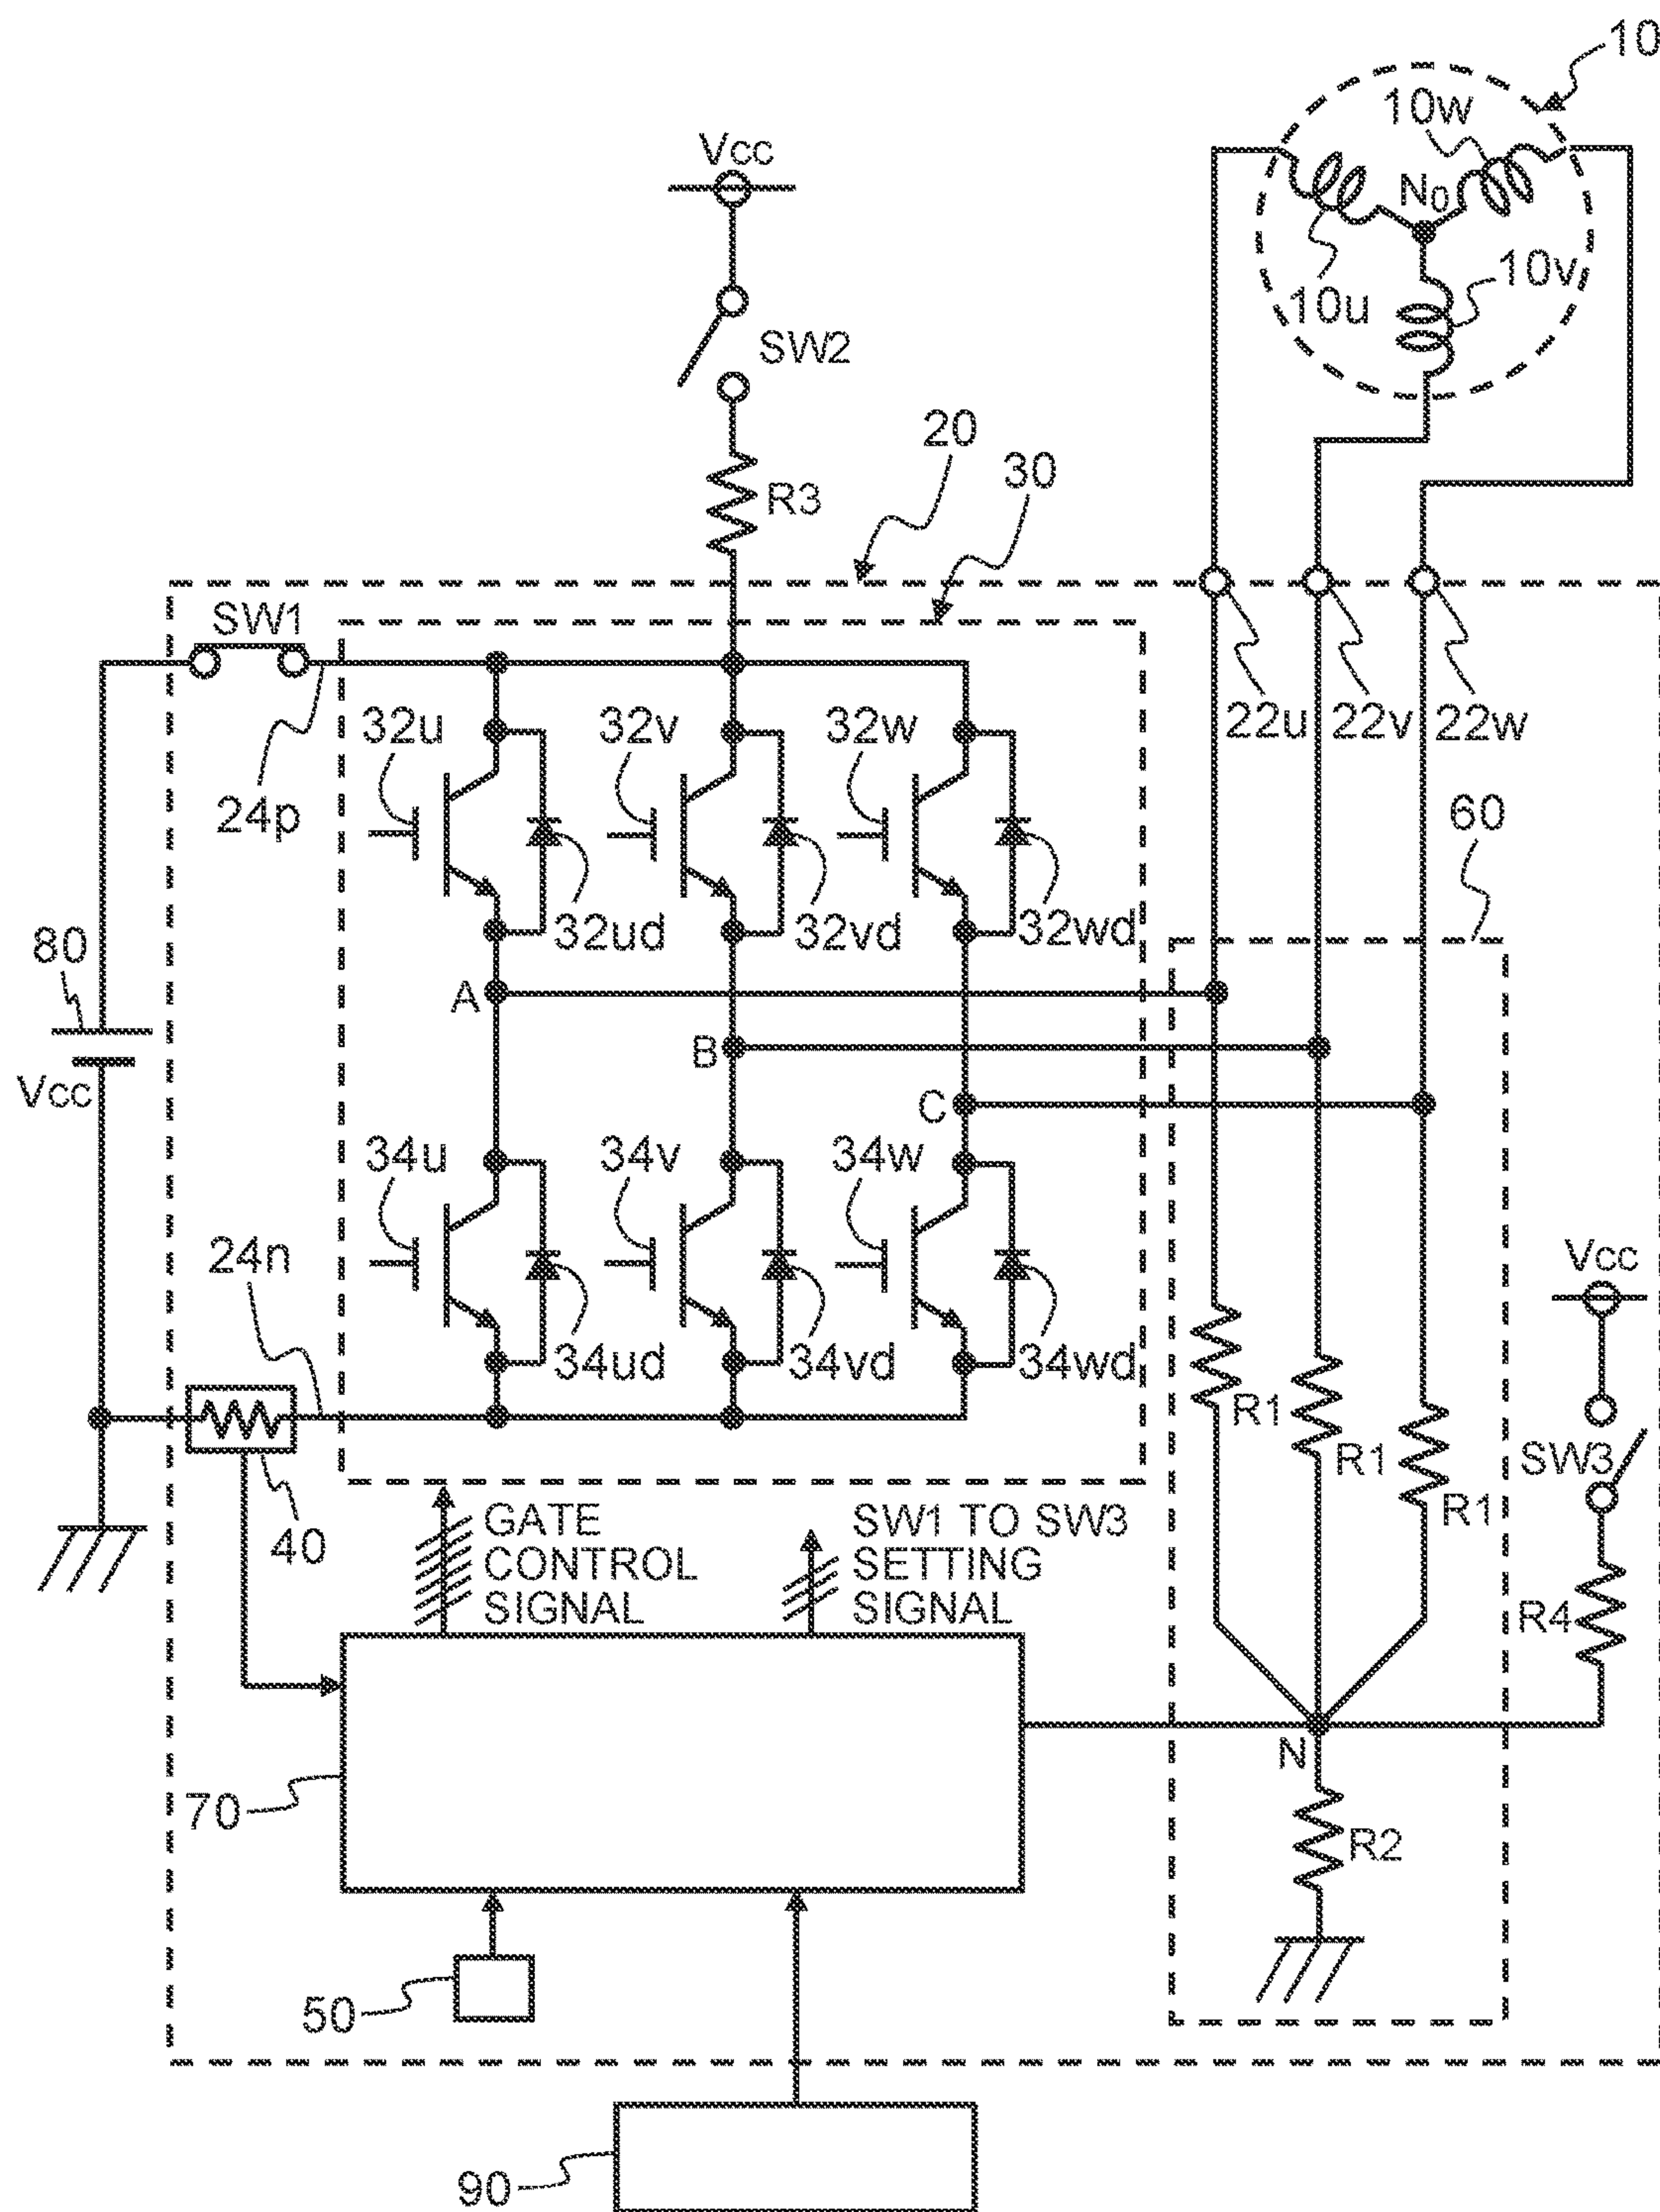 10
10w
Vcc
N0
10v
10u
SW2
20
30
R3
SW1
32u
32v
32w
22u
22v
22w
24p
60
32ud
32vd
32wd
80
A
B
Vcc
C
34u
34v
34w
24n
Vcc
34ud
34vd
34wd
R1
R1
SW3
R1
40
GATE
CONTROL
SIGNAL
SW1 TO SW3
SETTING
SIGNAL
R4
N
70
R2
50
90